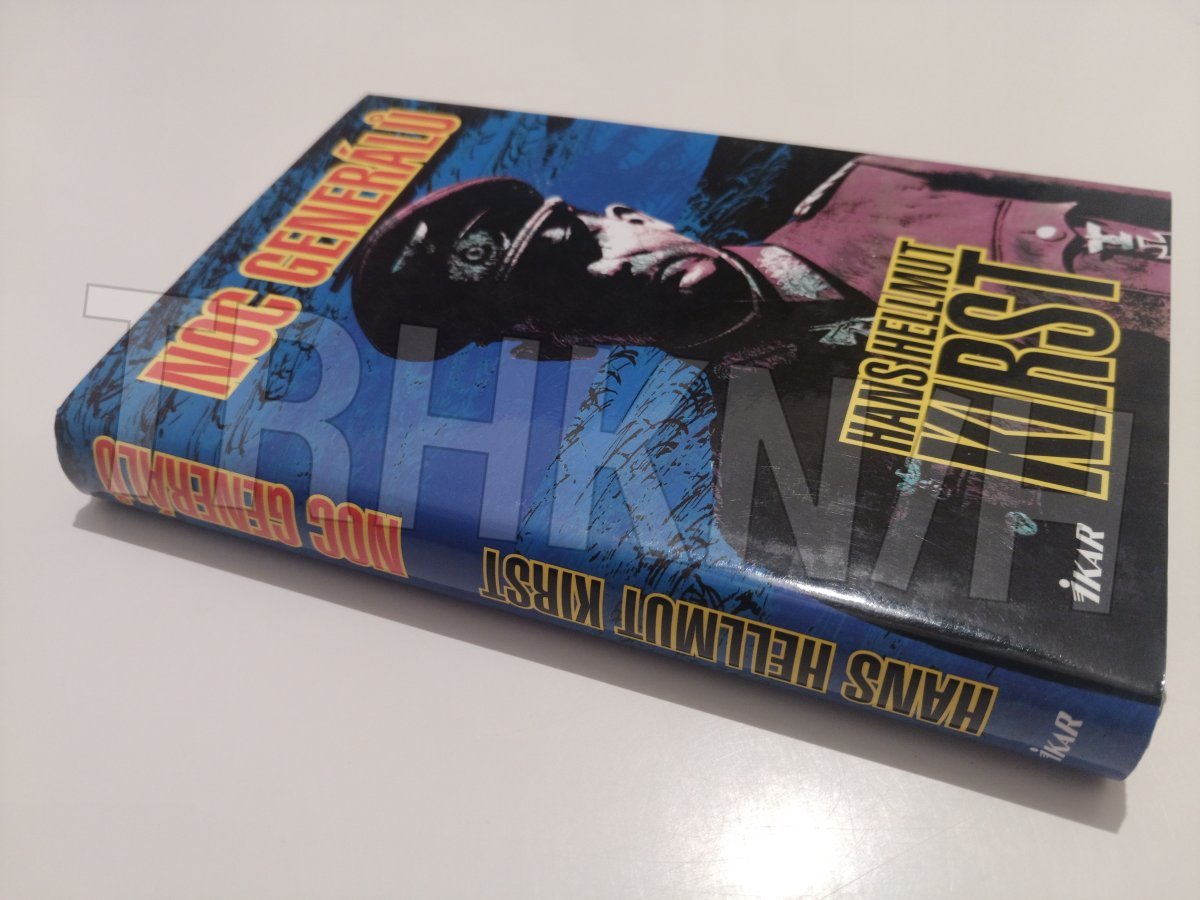 NOC GENERÁLŮ
HANS HELLMUT
KIRST
IKAR
NOC GENERÁLŮ
HANS HELLMUT KIRST
IKAR
TRHKNIH